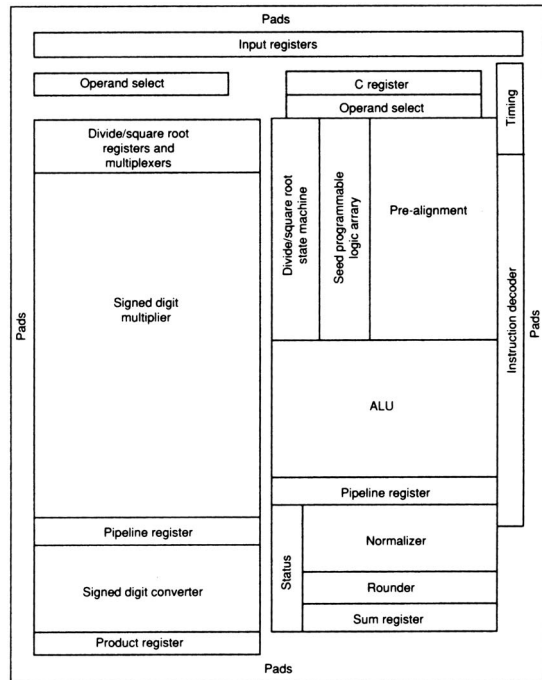 Pads
Input registers
Operand select
C register
Operand select
Timing
Divide/square root
registers and
multiplexers
Divide/square root
state machine
Seed programmable
logic arrary
Pre-alignment
Signed digit
multiplier
Pads
Instruction decoder
Pads
ALU
Pipeline register
Pipeline register
Status
Normalizer
Signed digit converter
Rounder
Sum register
Product register
Pads